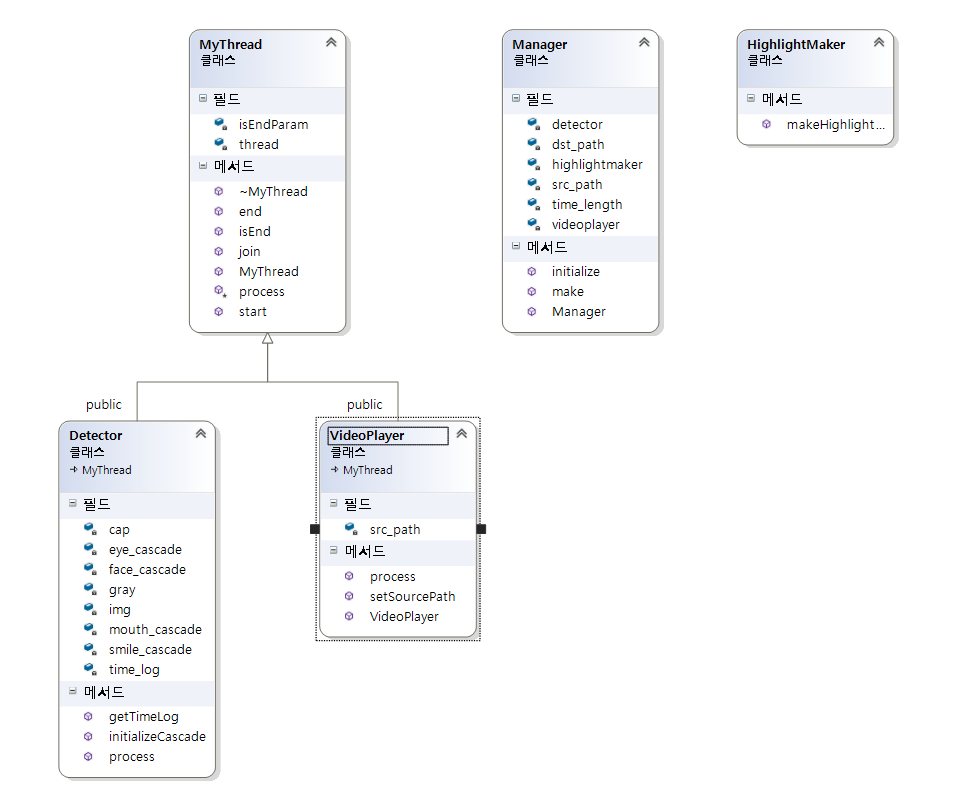 MyThread
클래스
필드
isEndParam
thread
메서드
~MyThread
end
isEnd
join
MyThread
process
start
Manager
클래스
필드
detector
dst_path
highlightmaker
src_path
time_length
videoplayer
메서드
initialize
make
Manager
HighlightMaker
클래스
메서드
makeHighlight...
public
public
Detector
클래스
MyThread
필드
cap
eye_cascade
face_cascade
gray
img
mouth_cascade
smile_cascade
time_log
메서드
getTimeLog
initializeCascade
process
VideoPlayer
클래스
MyThread
필드
src_path
메서드
process
setSourcePath
VideoPlayer